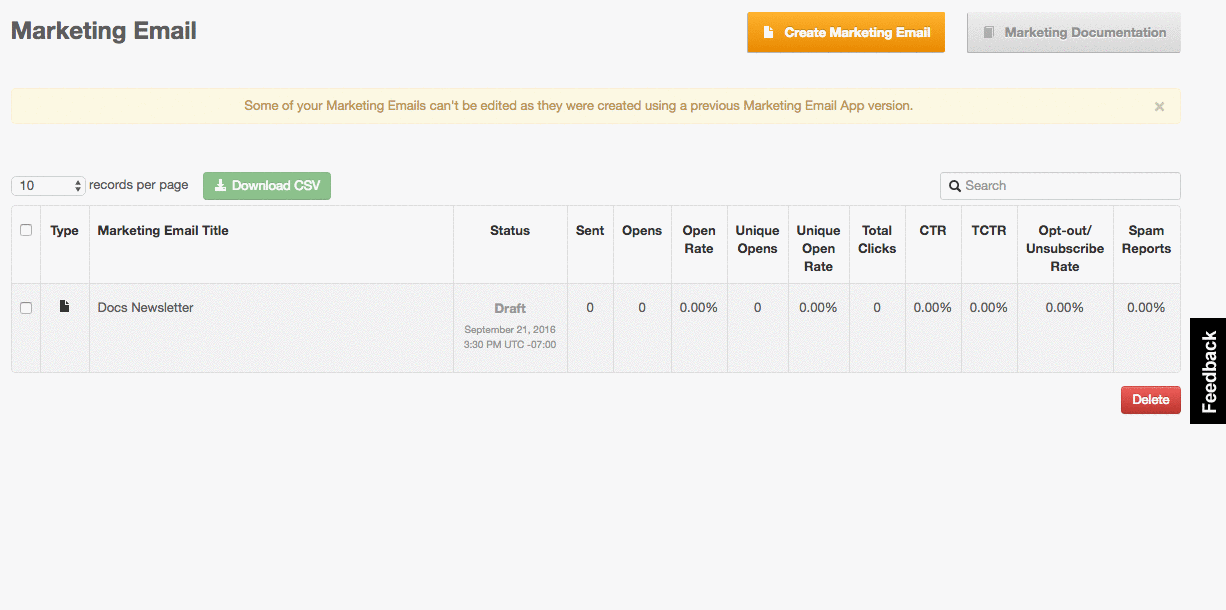 Marketing Email
Create Marketing Email
Marketing Documentation
Some of your Marketing Emails can't be edited as they were created using a previous Marketing Email App version.
×
10 records per page
Download CSV
Search
Type
Marketing Email Title
Status
Sent
Opens
Open
Rate
Unique
Opens
Unique
Open
Rate
Total
Clicks
CTR
TCTR
Opt-out/
Unsubscribe
Rate
Spam
Reports
Docs Newsletter
Draft
September 21, 2016
3:30 PM UTC -07:00
0
0
0.00%
0
0.00%
0
0.00%
0.00%
0.00%
0.00%
Delete
Feedback